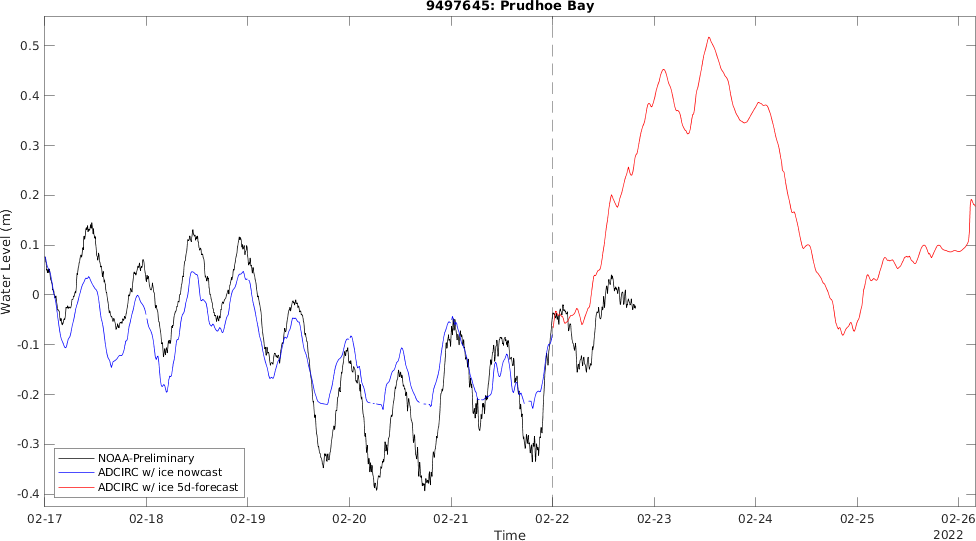 9497645: Prudhoe Bay
Water Level (m)
0.5
0.4
0.3
0.2
0.1
0
-0.1
-0.2
-0.3
-0.4
NOAA-Preliminary
ADCIRC w/ ice nowcast
ADCIRC w/ ice 5d-forecast
02-17 02-18 02-19 02-20 02-21 02-22 02-23 02-24 02-25 02-26
Time
2022